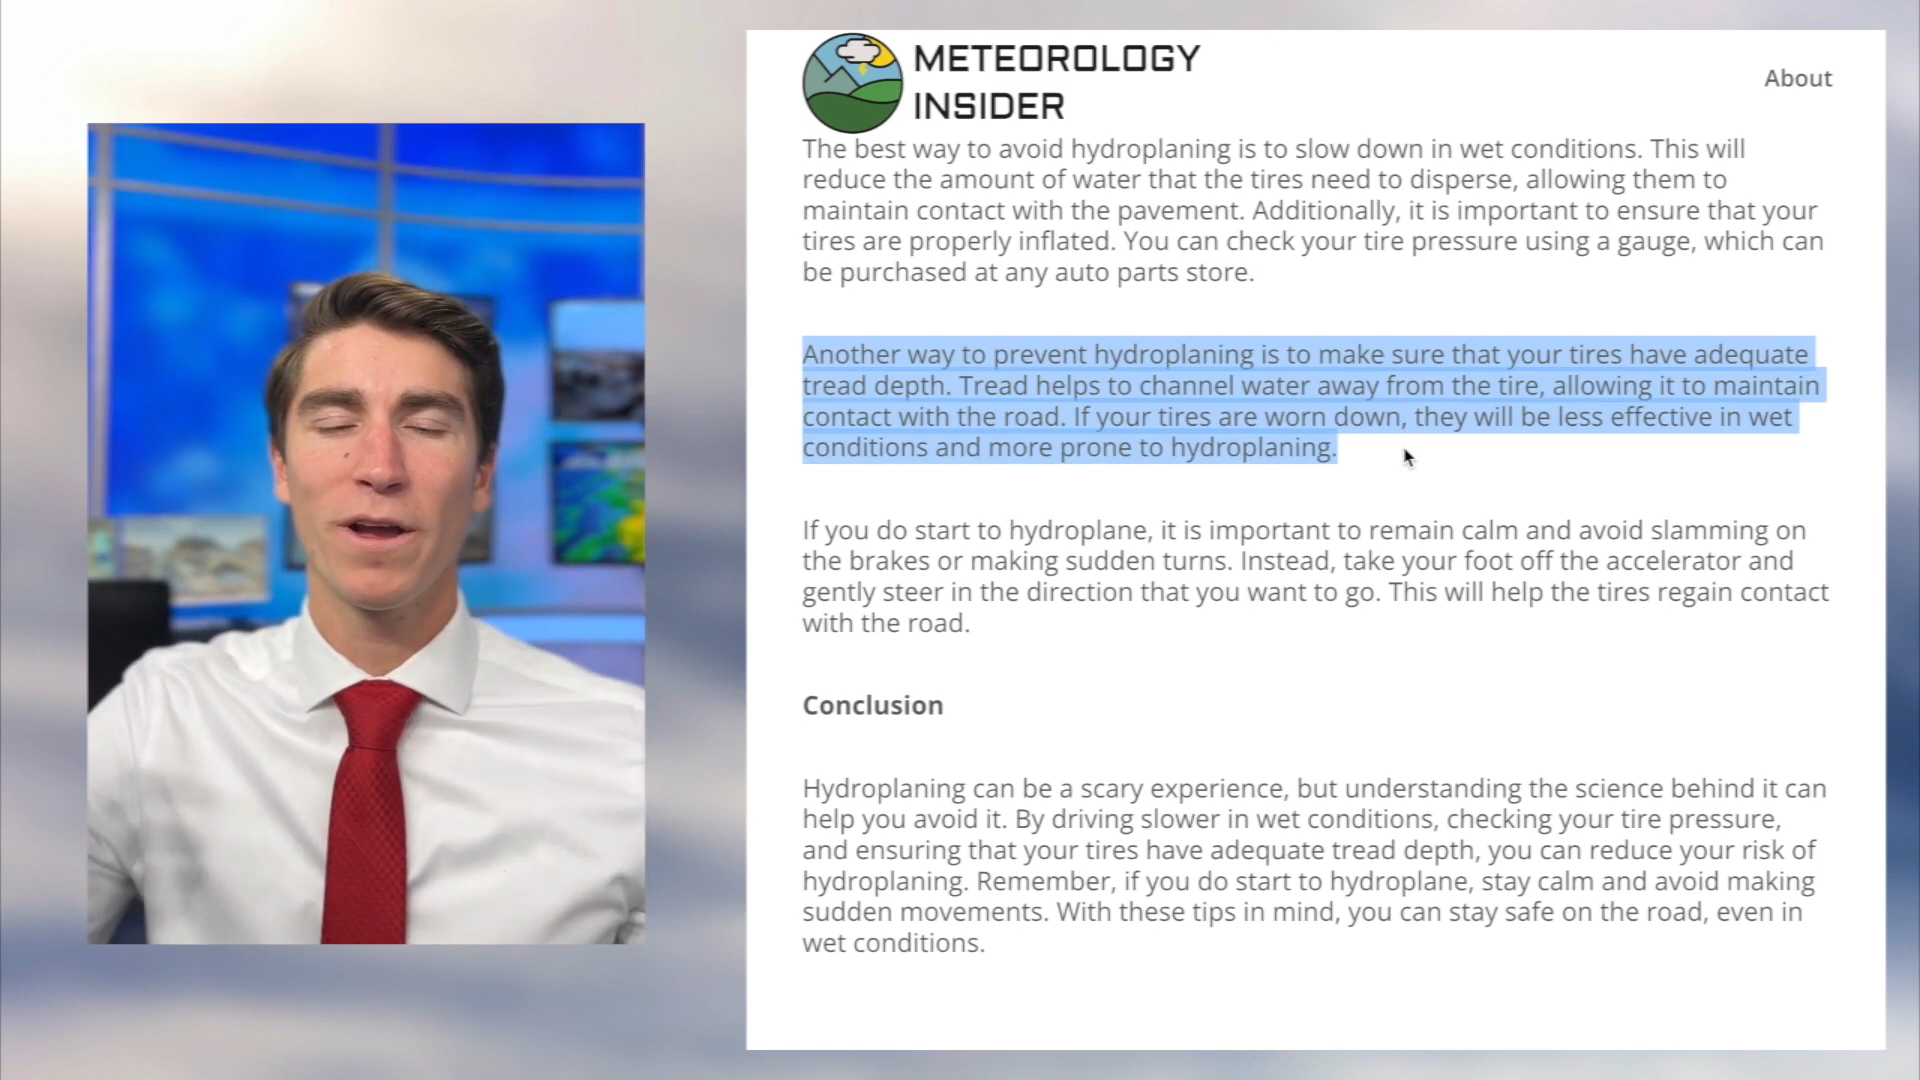 METEOROLOGY
INSIDER
About
The best way to avoid hydroplaning is to slow down in wet conditions. This will
reduce the amount of water that the tires need to disperse, allowing them to
maintain contact with the pavement. Additionally, it is important to ensure that your
tires are properly inflated. You can check your tire pressure using a gauge, which can
be purchased at any auto parts store.
Another way to prevent hydroplaning is to make sure that your tires have adequate
tread depth. Tread helps to channel water away from the tire, allowing it to maintain
contact with the road. If your tires are worn down, they will be less effective in wet
conditions and more prone to hydroplaning.
If you do start to hydroplane, it is important to remain calm and avoid slamming on
the brakes or making sudden turns. Instead, take your foot off the accelerator and
gently steer in the direction that you want to go. This will help the tires regain contact
with the road.
Conclusion
Hydroplaning can be a scary experience, but understanding the science behind it can
help you avoid it. By driving slower in wet conditions, checking your tire pressure,
and ensuring that your tires have adequate tread depth, you can reduce your risk of
hydroplaning. Remember, if you do start to hydroplane, stay calm and avoid making
sudden movements. With these tips in mind, you can stay safe on the road, even in
wet conditions.